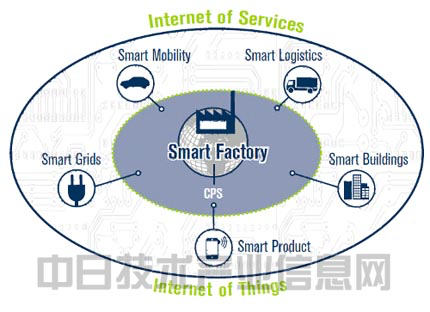 Internet of Services
Smart Mobility
Smart Logistics
Smart Factory
Smart Grids
Smart Buildings
CPS
Smart Product
中日技术产业信息网
Internet of Things